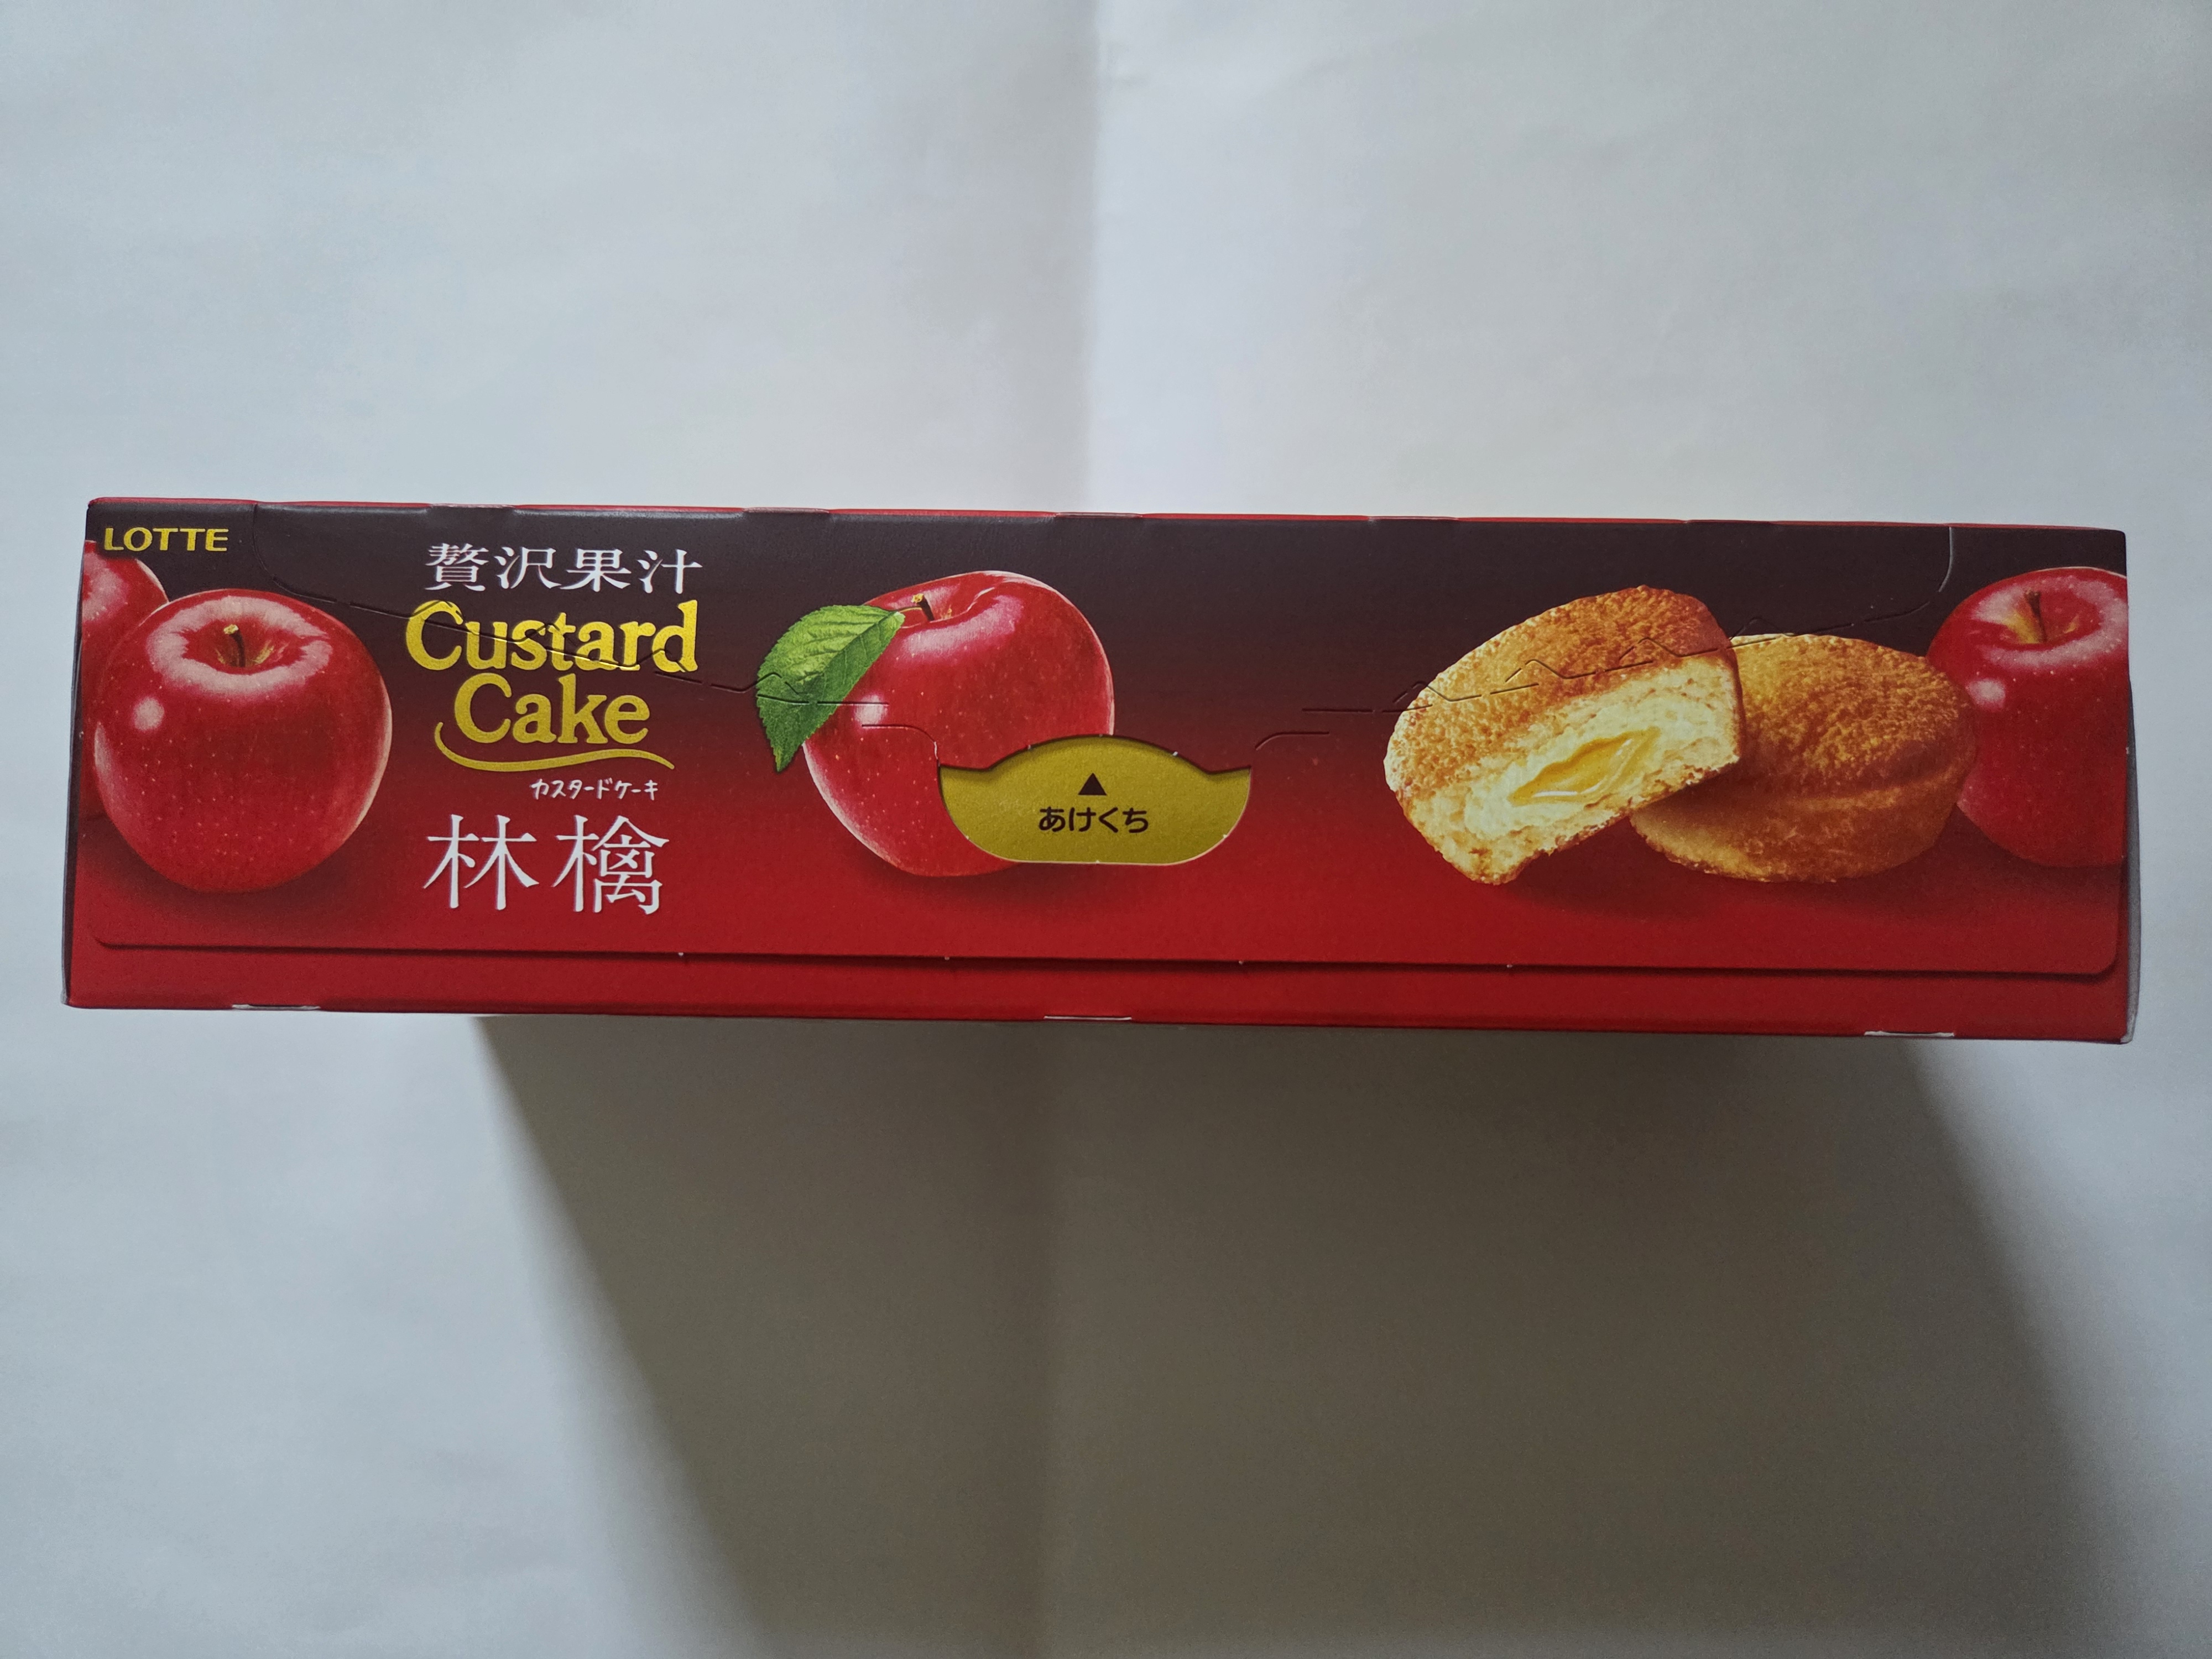 LOTTE
贅沢果汁
Custard
Cake
カスタードケーキ
林檎
▲
あけくち